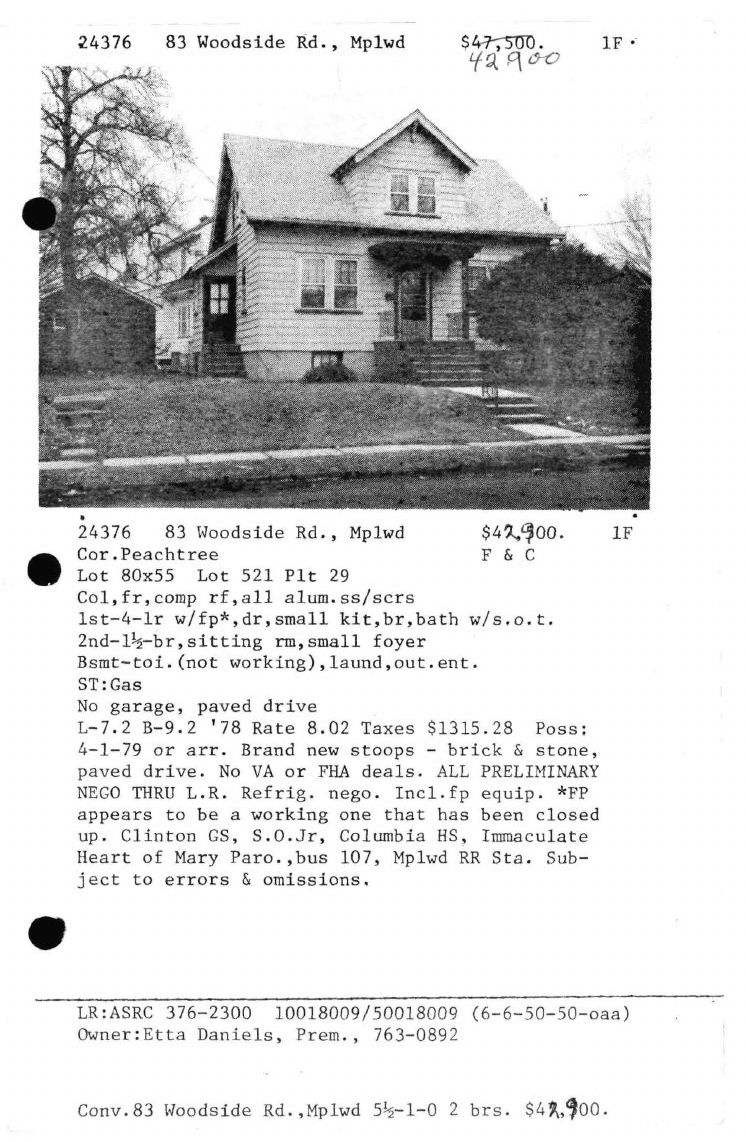 24376 83 Woodside Rd., Mplwd $47,500. 1F
42900
24376 83 Woodside Rd., Mplwd $42,900. 1F
Cor.Peachtree F & C
Lot 80x55 Lot 521 Plt 29
Col,fr,comp rf,all alum.ss/scrs
1st-4-lr w/fp*,dr,small kit,br,bath w/s.o.t.
2nd-1½-br,sitting rm,small foyer
Bsmt-toi.(not working),laund,out.ent.
ST:Gas
No garage, paved drive
L-7.2 B-9.2 '78 Rate 8.02 Taxes $1315.28 Poss:
4-1-79 or arr. Brand new stoops - brick & stone,
paved drive. No VA or FHA deals. ALL PRELIMINARY
NEGO THRU L.R. Refrig. nego. Incl.fp equip. *FP
appears to be a working one that has been closed
up. Clinton GS, S.O.Jr, Columbia HS, Immaculate
Heart of Mary Paro.,bus 107, Mplwd RR Sta. Sub-
ject to errors & omissions.
LR:ASRC 376-2300 10018009/50018009 (6-6-50-50-oaa)
Owner:Etta Daniels, Prem., 763-0892
Conv.83 Woodside Rd.,Mplwd 5½-1-0 2 brs. $42,900.